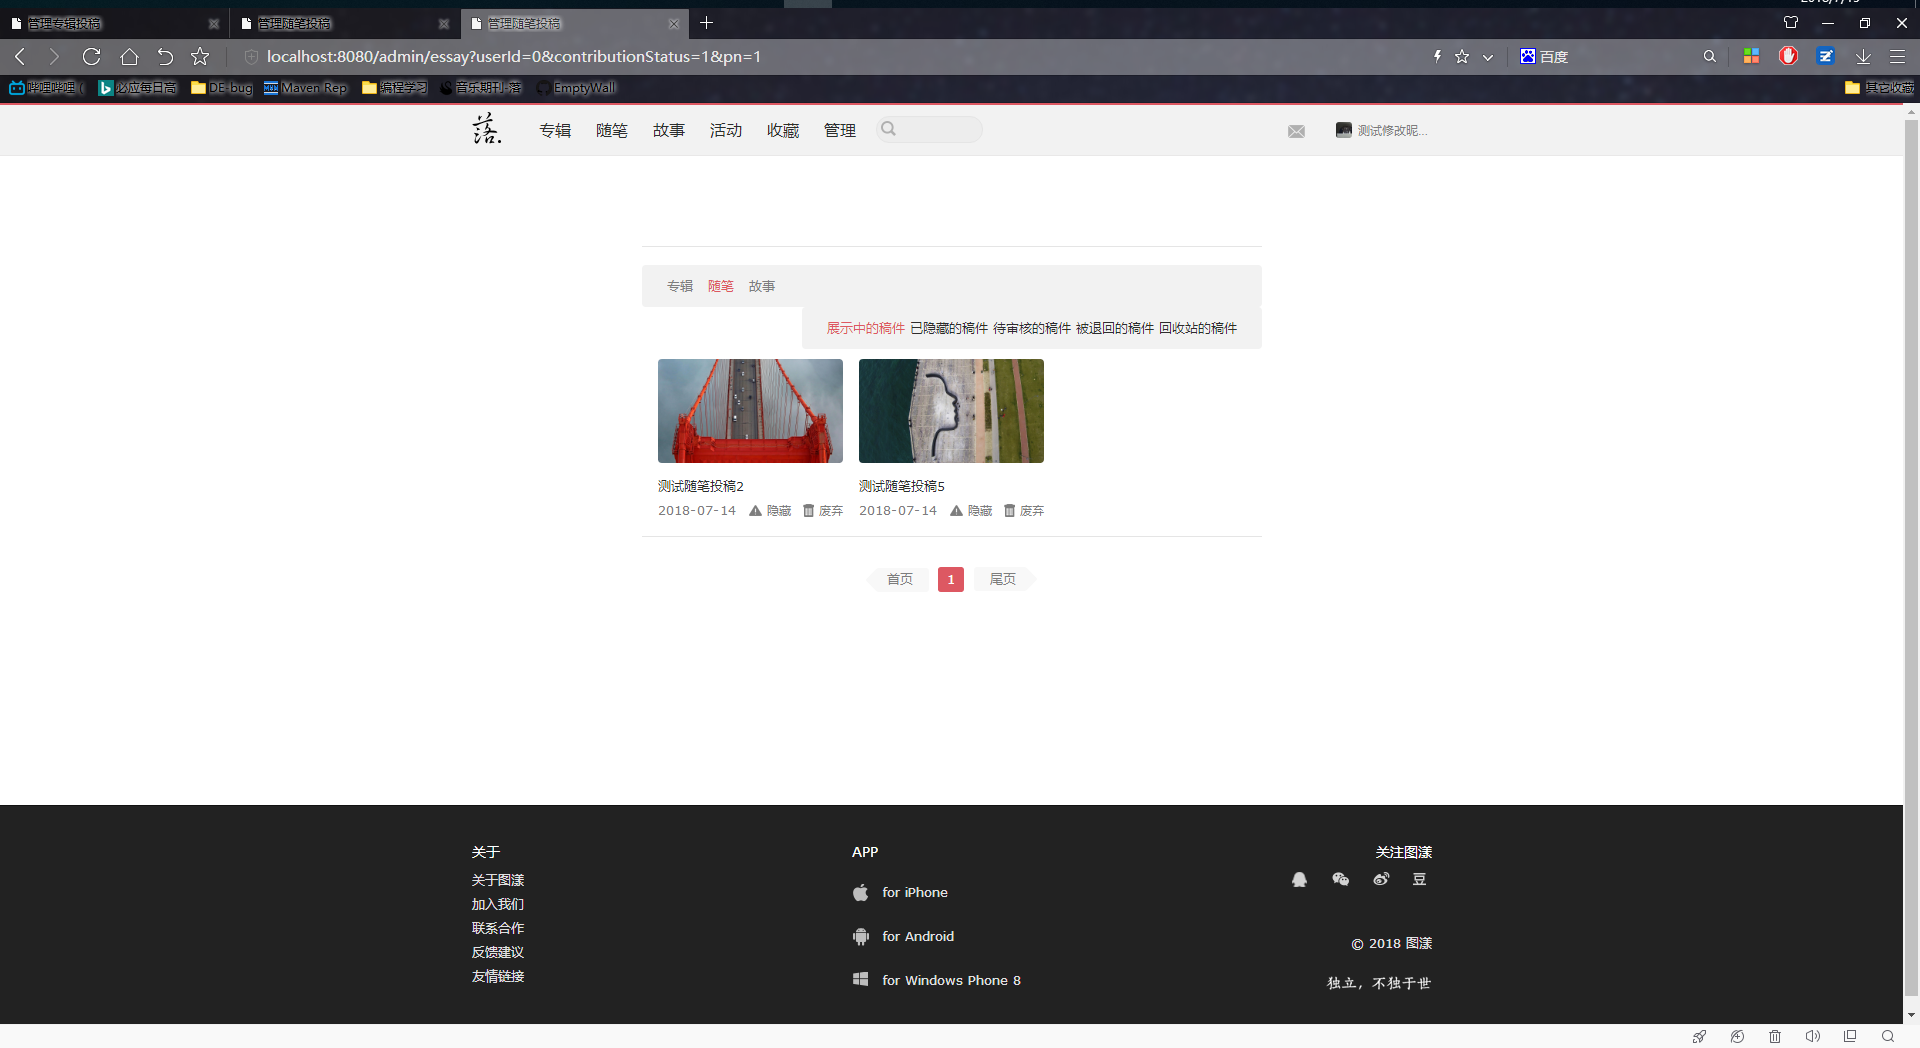 管理专辑投稿
管理随笔投稿
管理随笔投稿
localhost:8080/admin/essay?userId=0&contributionStatus=1&pn=1
百度
哔哩哔哩 (
必应每日高
DE-bug
Maven Rep
编程学习
音乐期刊-落
EmptyWall
其它收藏
落.
专辑 随笔 故事 活动 收藏 管理
测试修改昵...
专辑 随笔 故事
展示中的稿件 已隐藏的稿件 待审核的稿件 被退回的稿件 回收站的稿件
测试随笔投稿2
2018-07-14 隐藏 废弃
测试随笔投稿5
2018-07-14 隐藏 废弃
首页 1 尾页
关于
关于图漾
加入我们
联系合作
反馈建议
友情链接
APP
for iPhone
for Android
for Windows Phone 8
关注图漾
豆
© 2018 图漾
独立，不独于世